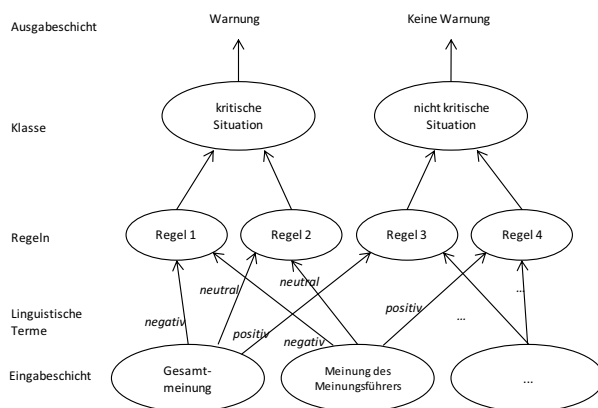 Ausgabeschicht
Warnung
Keine Warnung
Klasse
kritische
Situation
nicht kritische
Situation
Regeln
Regel 1
Regel 2
Regel 3
Regel 4
Linguistische
Terme
negativ
neutral
positiv
neutral
negativ
positiv
...
...
Eingabeschicht
Gesamt-
meinung
Meinung des
Meinungsführers
...